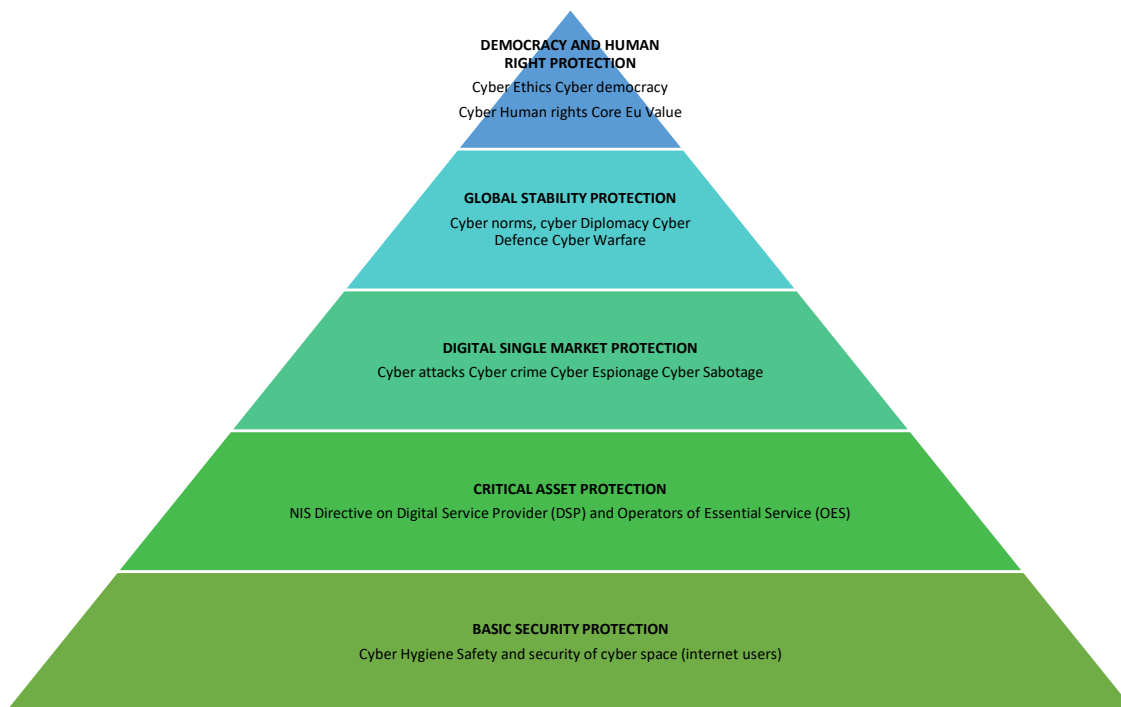 DEMOCRACY AND HUMAN
RIGHT PROTECTION
Cyber Ethics Cyber democracy
Cyber Human rights Core Eu Value
GLOBAL STABILITY PROTECTION
Cyber norms, cyber Diplomacy Cyber
Defence Cyber Warfare
DIGITAL SINGLE MARKET PROTECTION
Cyber attacks Cyber crime Cyber Espionage Cyber Sabotage
CRITICAL ASSET PROTECTION
NIS Directive on Digital Service Provider (DSP) and Operators of Essential Service (OES)
BASIC SECURITY PROTECTION
Cyber Hygiene Safety and security of cyber space (internet users)